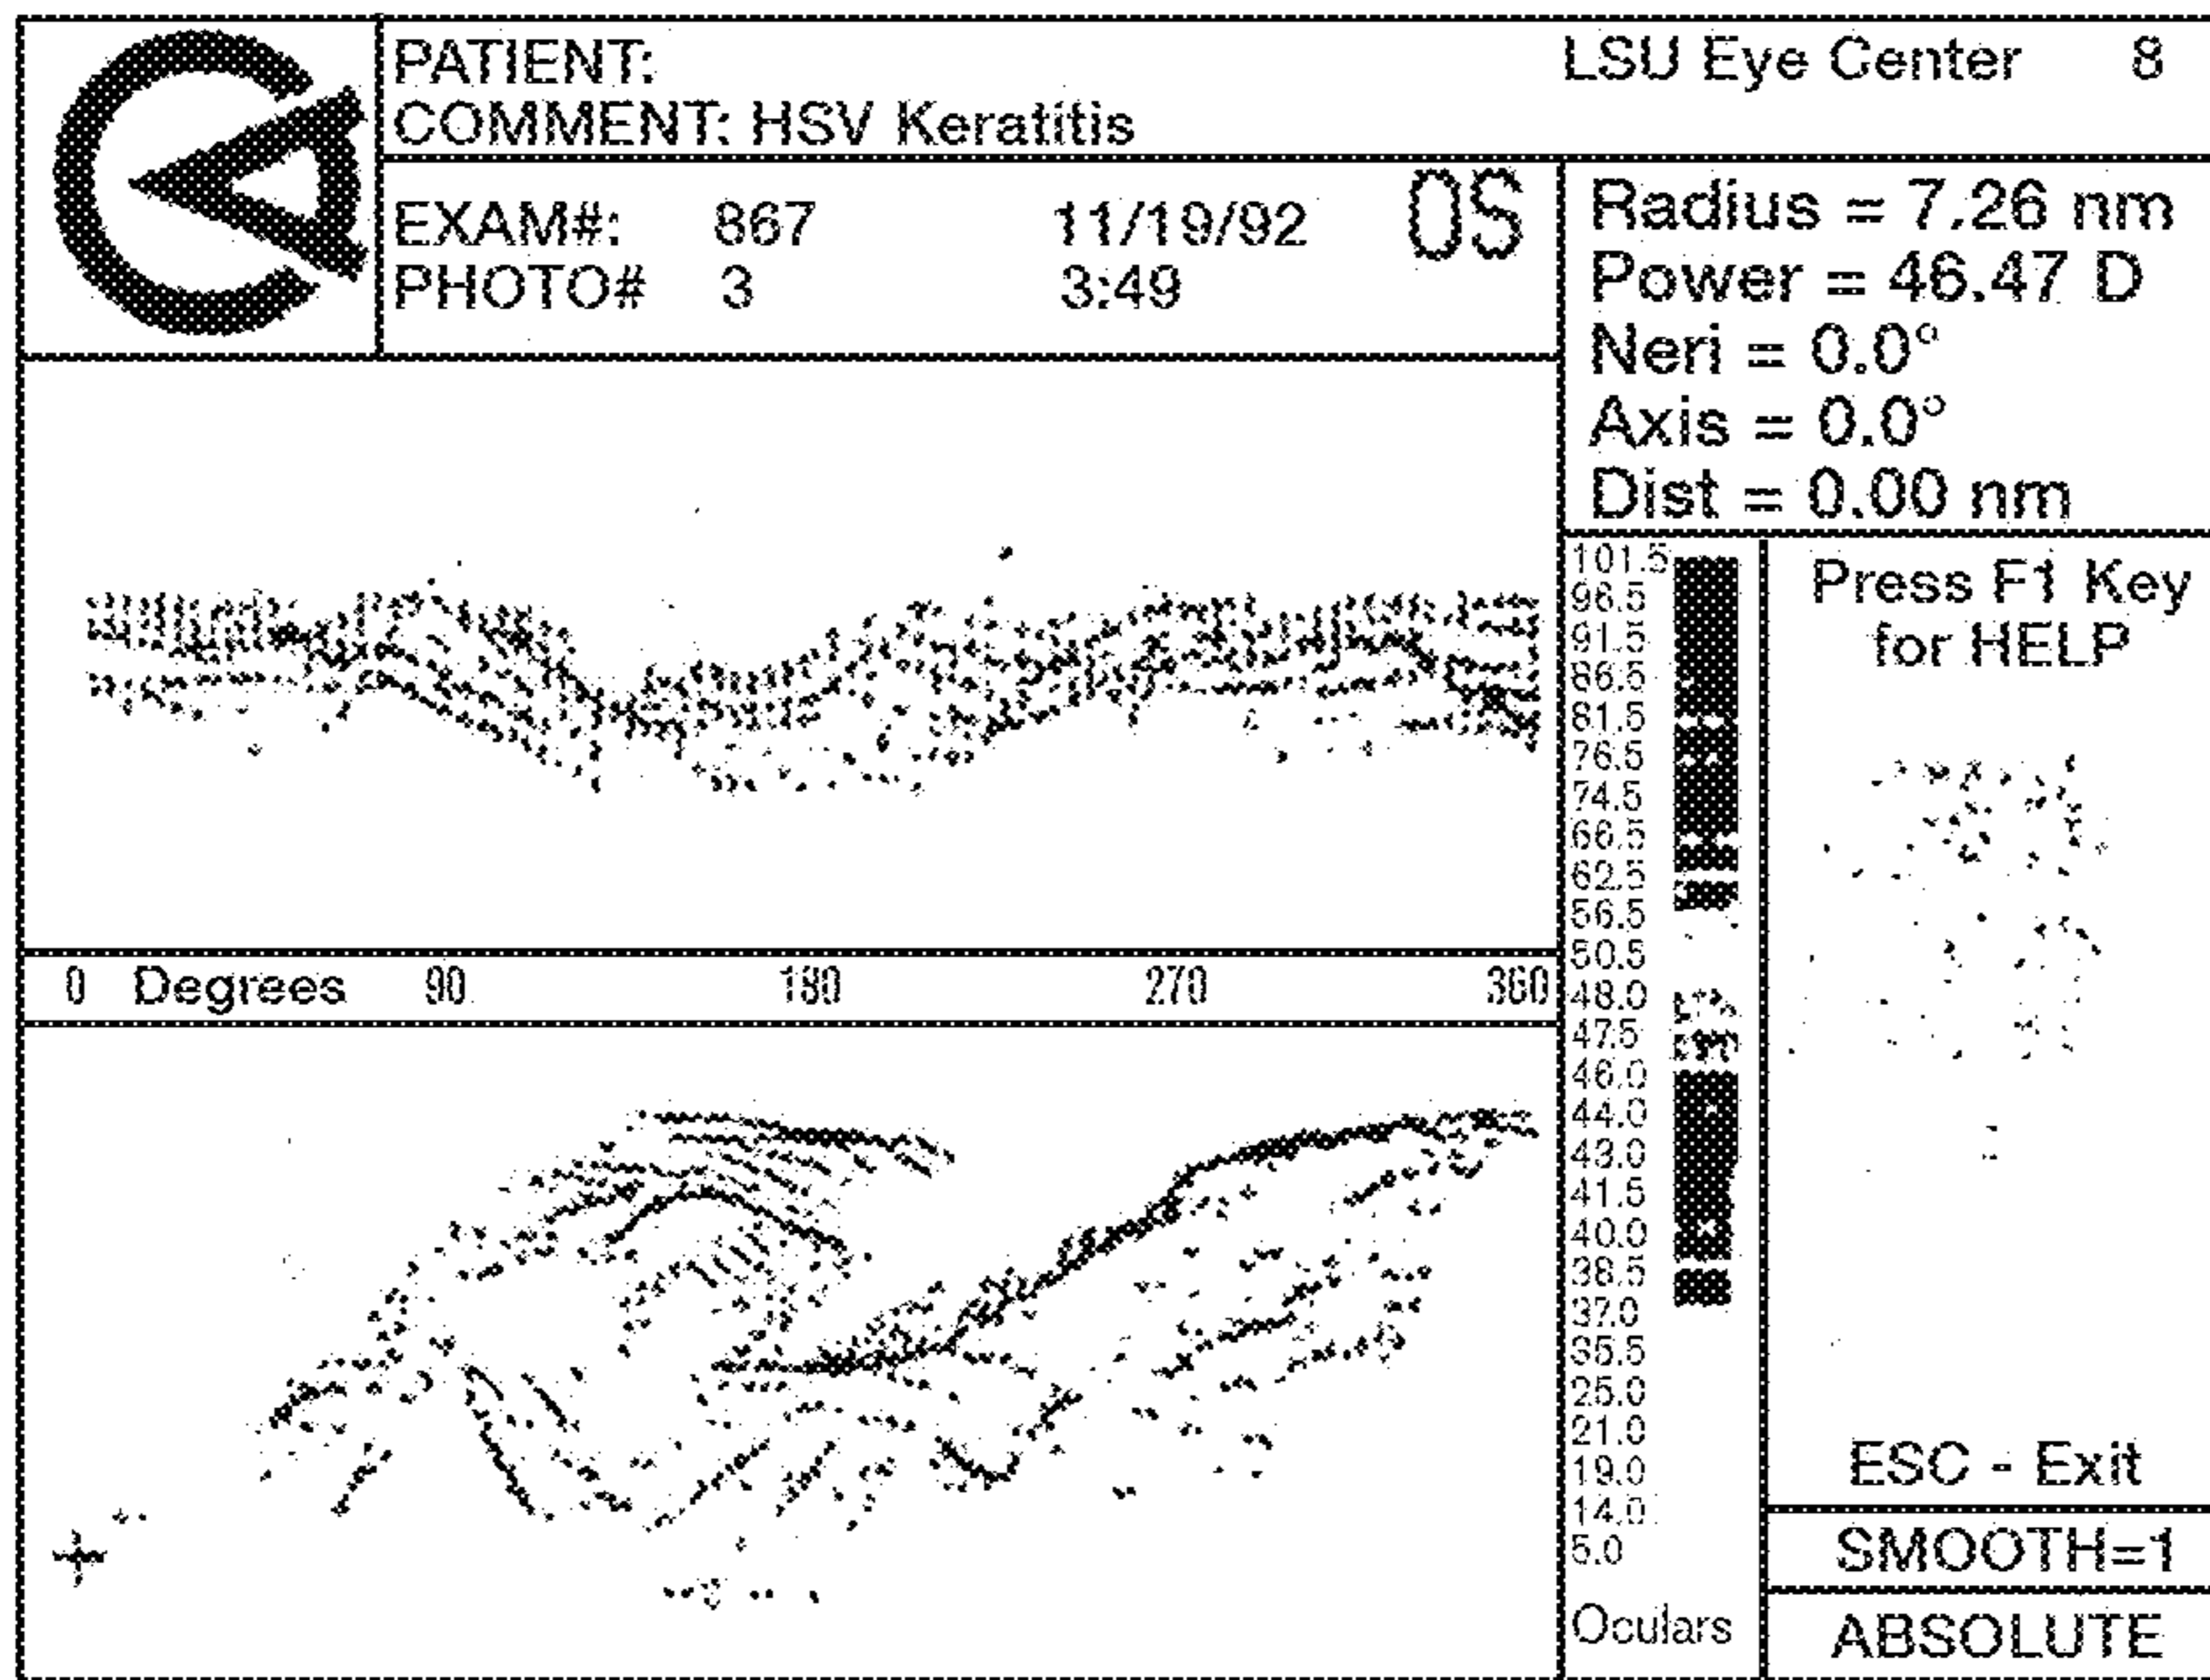 PATIENT:
LSU Eye Center 8
COMMENT: HSV Keratitis
EXAM#: 867 11/19/92 OS
PHOTO# 3 3:49
Radius = 7.26 nm
Power = 46.47 D
Neri = 0.0°
Axis = 0.0°
Dist = 0.00 nm
101.5
96.5
91.5
86.5
81.5
76.5
74.5
66.5
62.5
56.5
50.5
48.0
47.5
46.0
44.0
43.0
41.5
40.0
38.5
37.0
35.5
25.0
21.0
19.0
14.0
5.0
Oculars
Press F1 Key
for HELP
0 Degrees 90 180 270 360
ESC - Exit
SMOOTH=1
ABSOLUTE